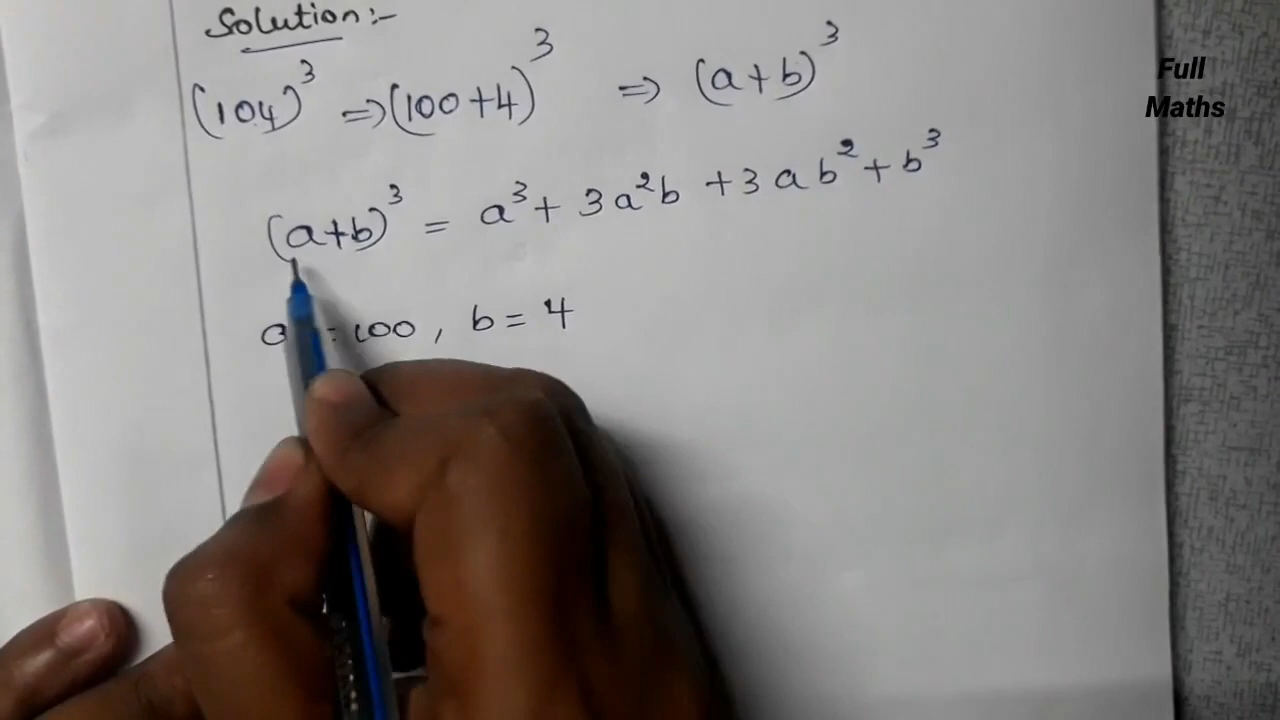 Solution:-
(104)³ ⇒ (100+4)³ ⇒ (a+b)³
(a+b)³ = a³ + 3a²b + 3ab² + b³
= 100, b = 4
Full
Maths